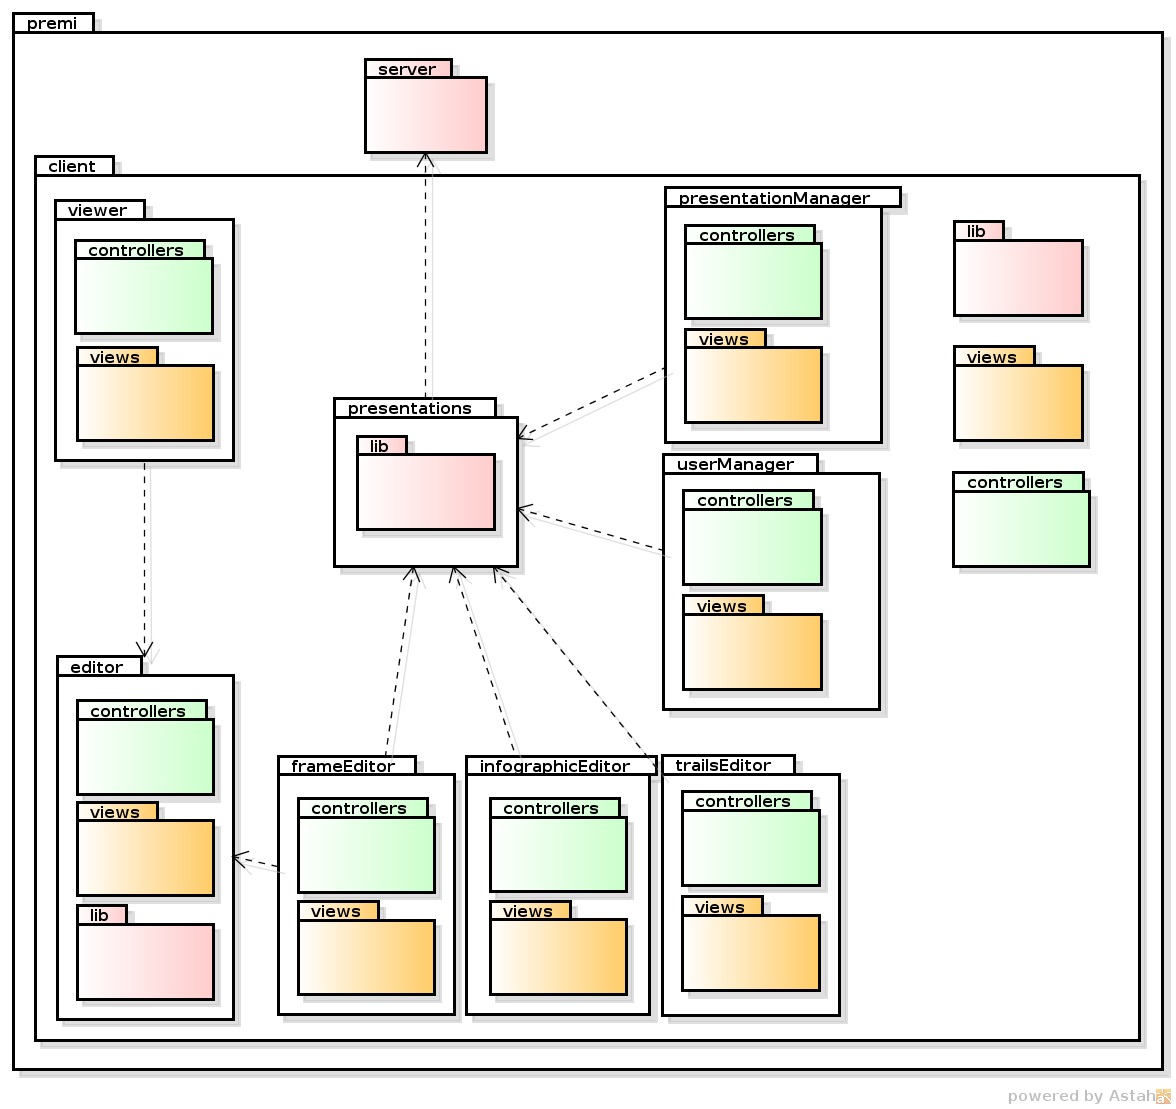 premi
server
client
viewer
controllers
views
presentationManager
controllers
views
lib
views
controllers
presentations
lib
userManager
controllers
views
editor
controllers
views
lib
frameEditor
controllers
views
infographicEditor
controllers
views
trailsEditor
controllers
views
powered by Astah